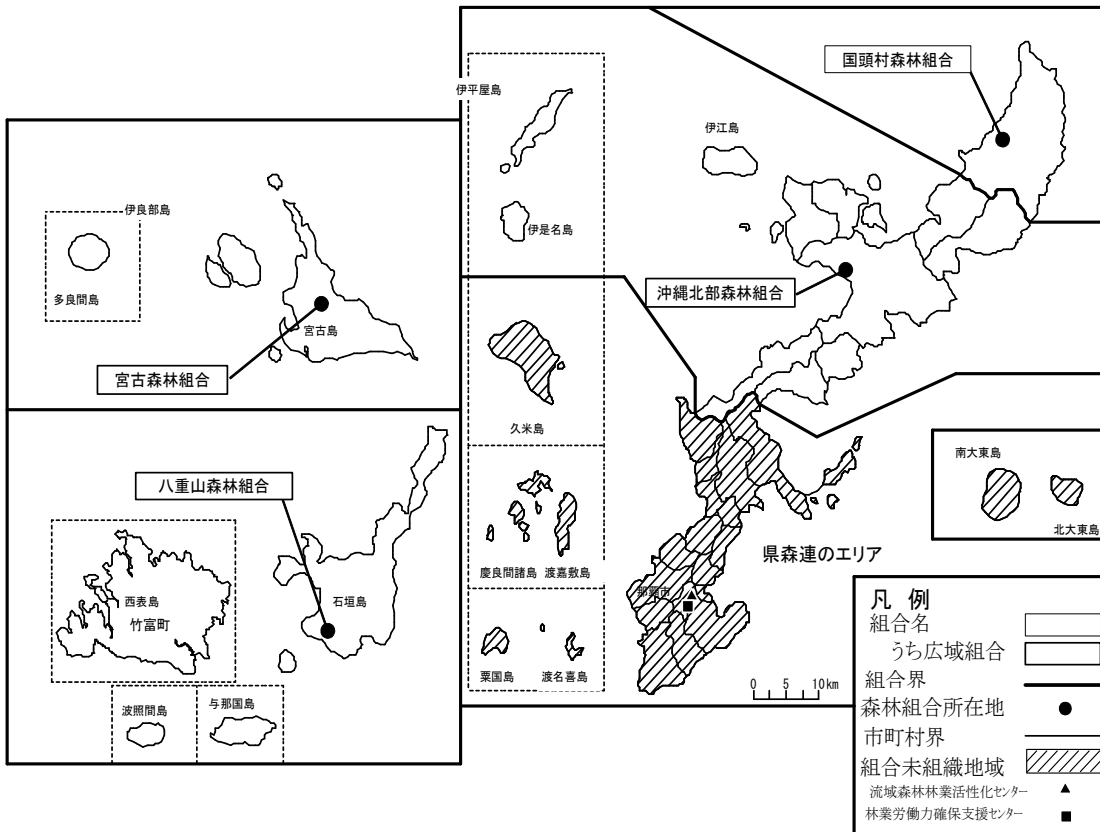 国頭村森林組合
伊平屋島
伊江島
伊是名島
沖縄北部森林組合
伊良部島
多良間島
宮古島
宮古森林組合
久米島
八重山森林組合
西表島
竹富町
石垣島
波照間島
与那国島
慶良間諸島
渡嘉敷島
粟国島
渡名喜島
那覇市
南大東島
北大東島
県森連のエリア
0 5 10km
凡 例
組合名
うち広域組合
組合界
森林組合所在地
市町村界
組合未組織地域
流域森林林業活性化センター
林業労働力確保支援センター